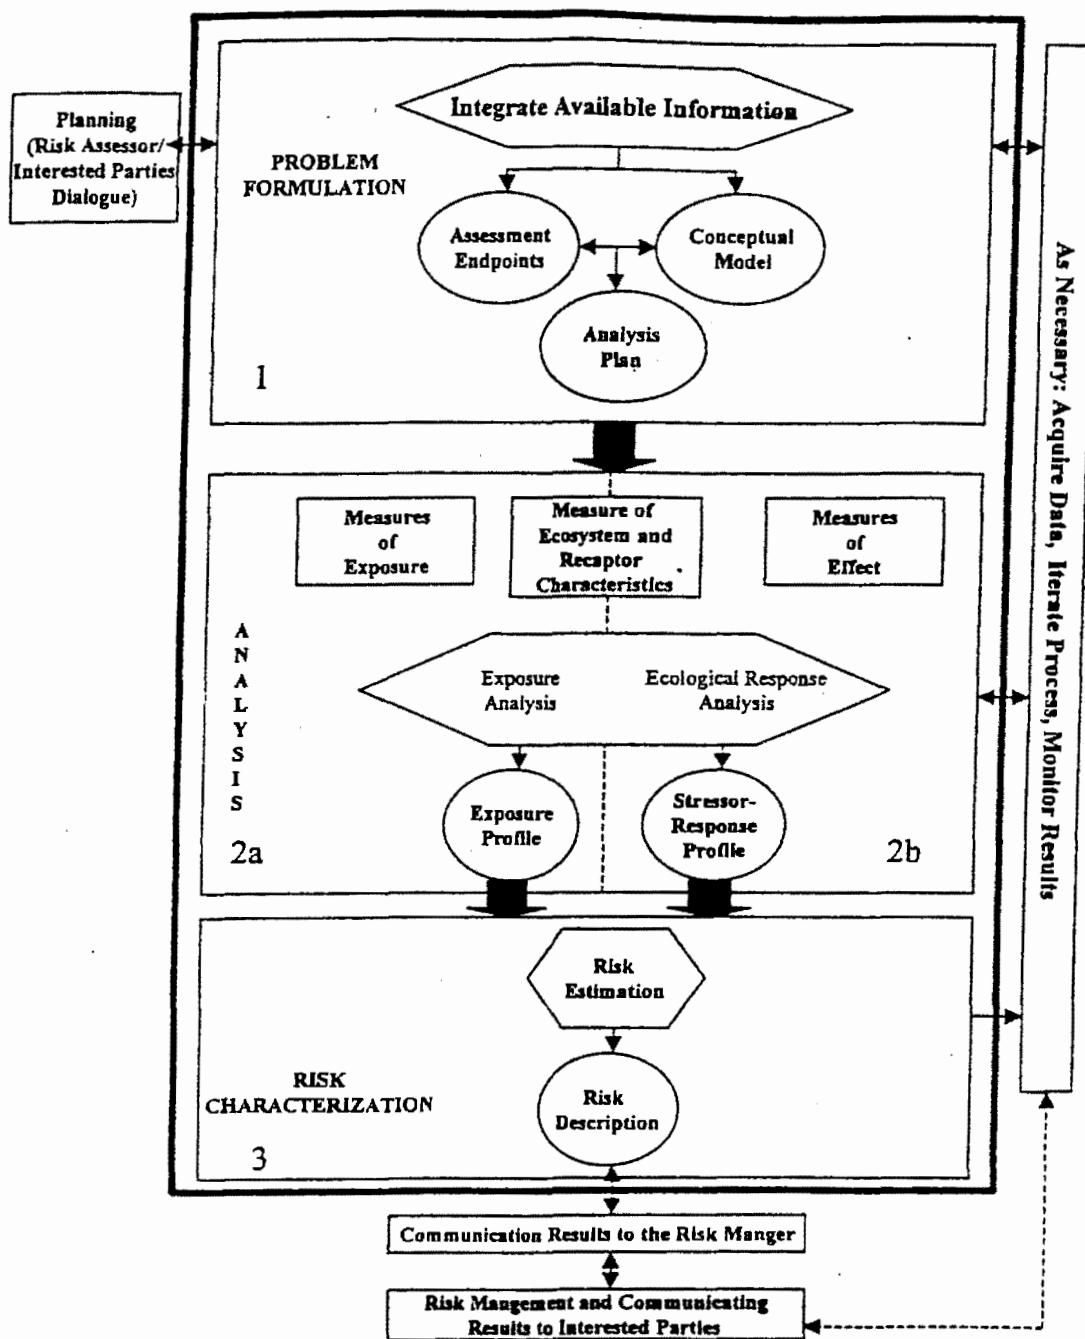 Integrate Available Information
Planning
(Risk Assessor/
Interested Parties
Dialogue)
PROBLEM
FORMULATION
Assessment
Endpoints
Conceptual
Model
Analysis
Plan
1
As Necessary: Acquire Data, Iterate Process, Monitor Results
Measures
of
Exposure
Measure of
Ecosystem and
Recaptor
Characteristics
Measures
of
Effect
ANALYSIS
Exposure
Analysis
Ecological Response
Analysis
Exposure
Profile
Stressor-
Response
Profile
2a
2b
Risk
Estimation
RISK
CHARACTERIZATION
Risk
Description
3
Communication Results to the Risk Manger
Risk Mangement and Communicating
Results to Interested Parties